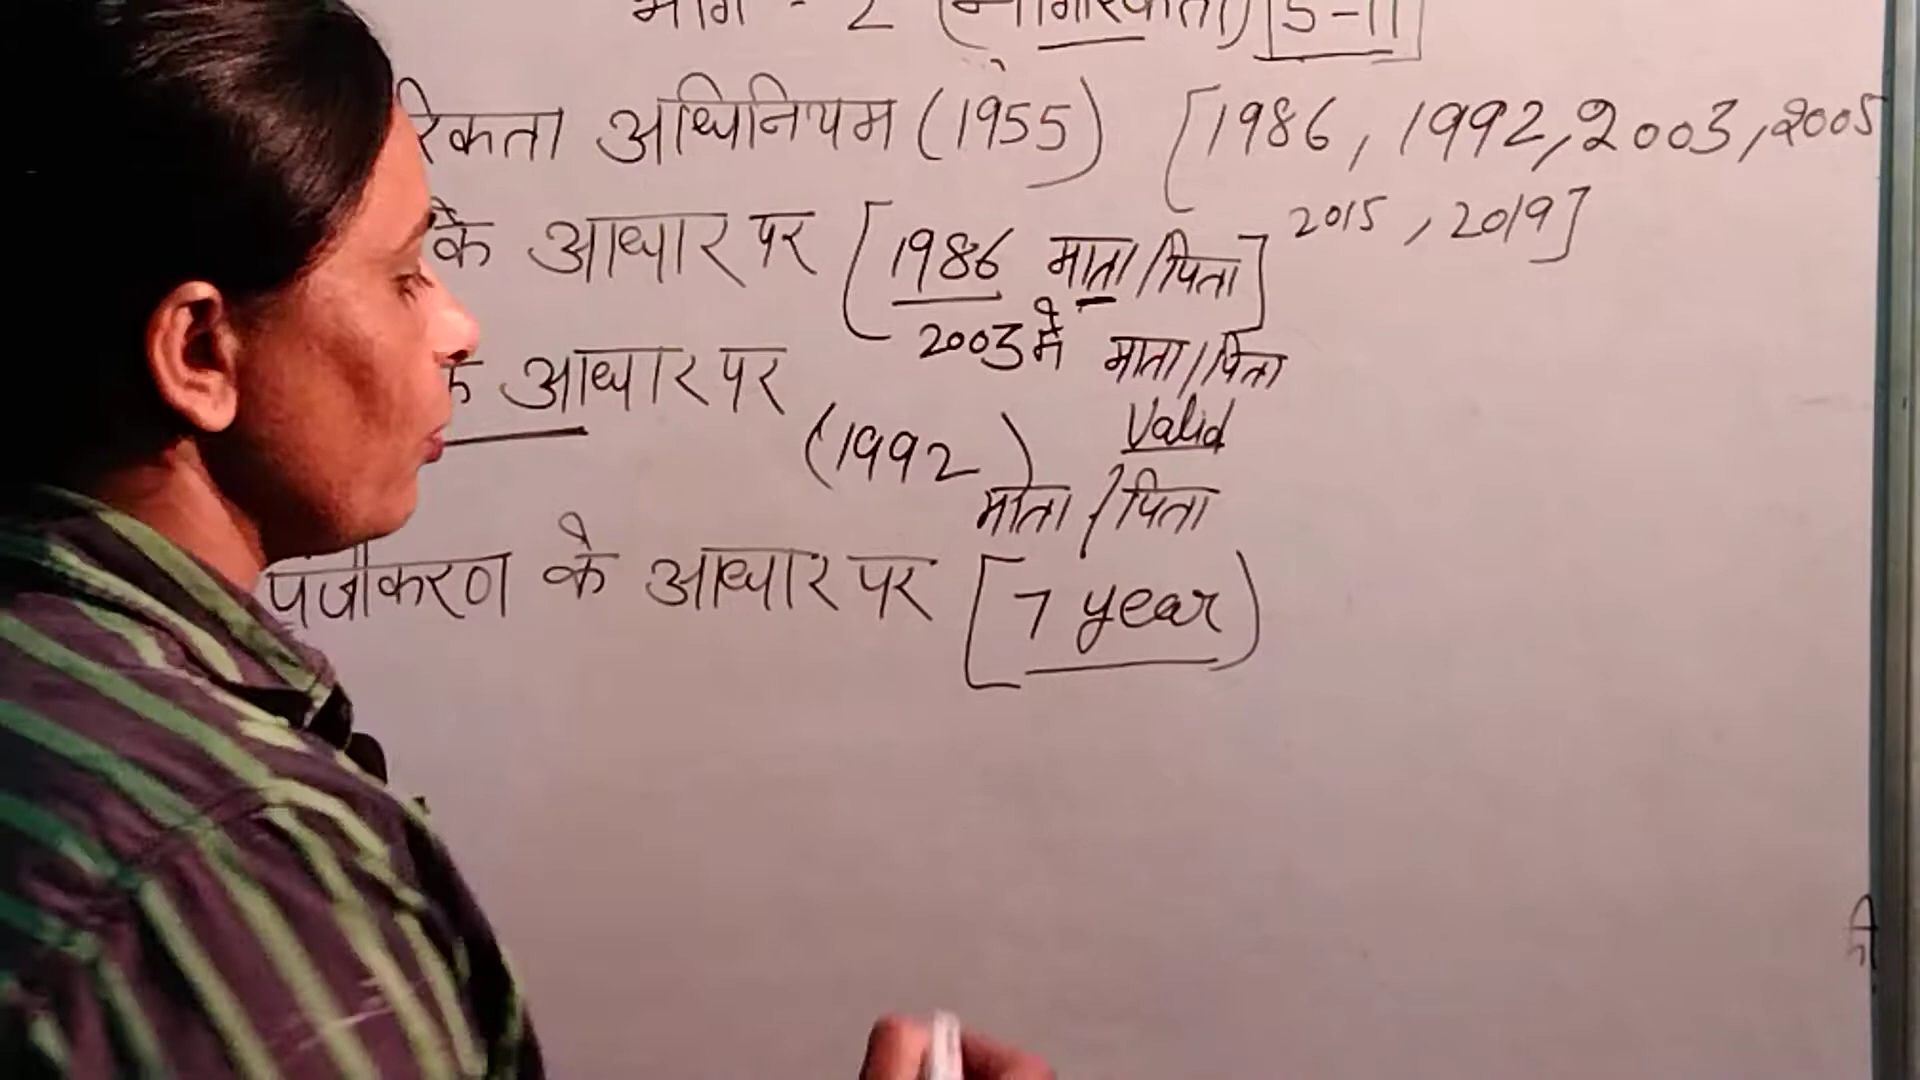 भाग - 2 (नागरिकता) [5-11]
रिकता अधिनियम (1955) [1986, 1992, 2003, 2005
2015, 2019]
के आधार पर [1986 माता/पिता]
2003 में माता/पिता
Valid
के आधार पर
(1992)
माता/पिता
पंजीकरण के आधार पर [7 year)